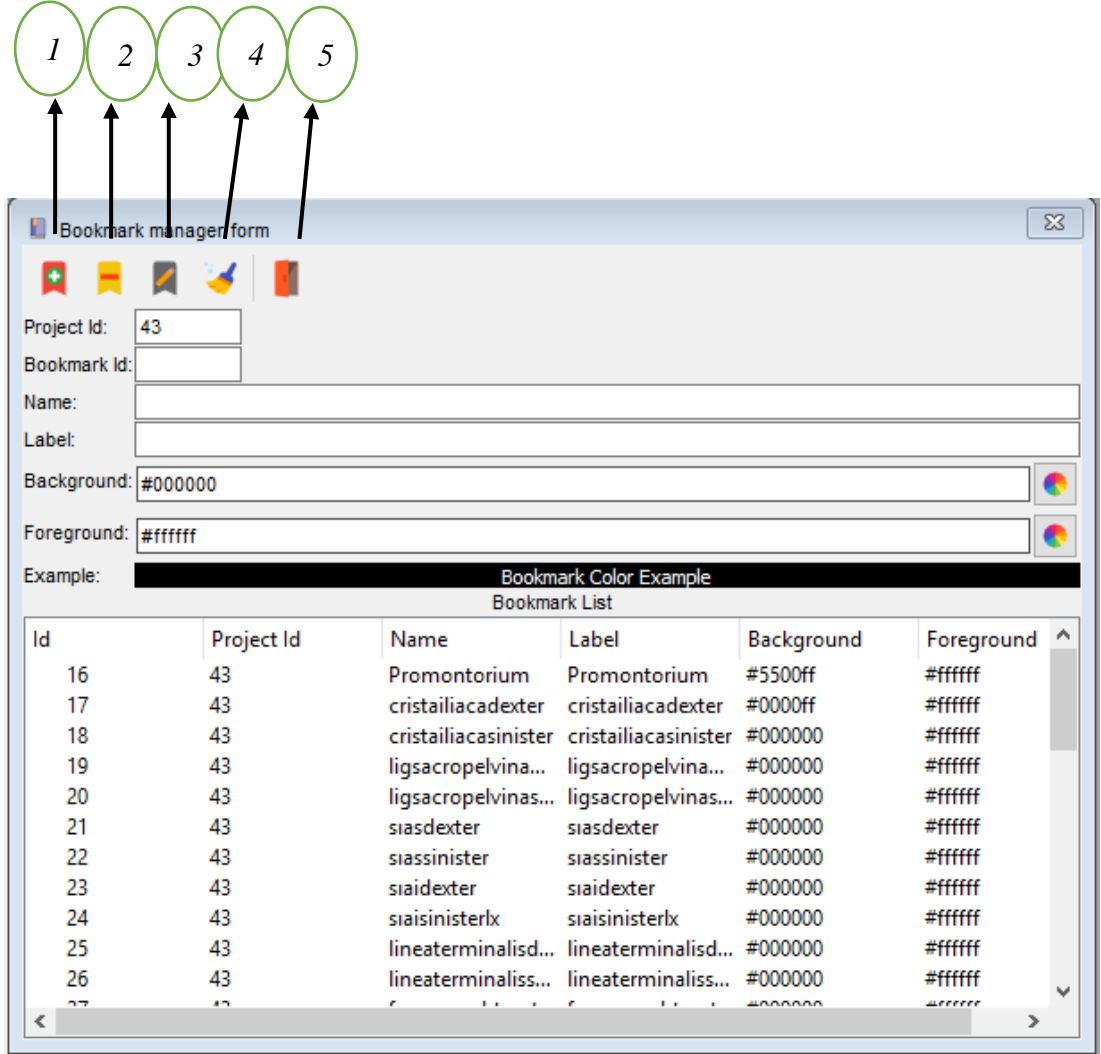 1 2 3 4 5
Bookmark manager form
Project Id: 43
Bookmark Id:
Name:
Label:
Background: #000000
Foreground: #ffffff
Example: Bookmark Color Example
Bookmark List
Id Project Id Name Label Background Foreground
16 43 Promontorium Promontorium #5500ff #ffffff
17 43 cristailiacadexter cristailiacadexter #0000ff #ffffff
18 43 cristailiacasinister cristailiacasinister #000000 #ffffff
19 43 ligsacropelvina... ligsacropelvina... #000000 #ffffff
20 43 ligsacropelvinas... ligsacropelvinas... #000000 #ffffff
21 43 sıasdexter sıasdexter #000000 #ffffff
22 43 sıassinister sıassinister #000000 #ffffff
23 43 sıaidexter sıaidexter #000000 #ffffff
24 43 sıaisinisterlx sıaisinisterlx #000000 #ffffff
25 43 lineaterminalisd... lineaterminalisd... #000000 #ffffff
26 43 lineaterminaliss... lineaterminaliss... #000000 #ffffff